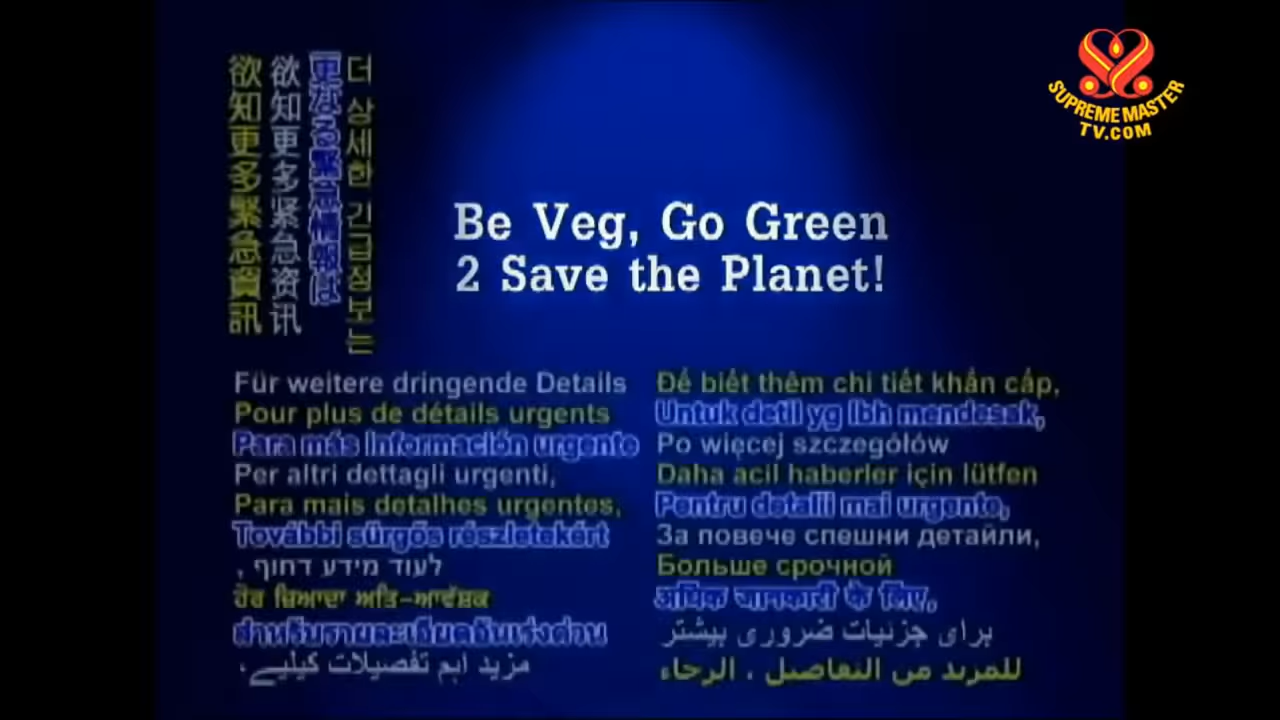 欲知更多緊急資訊
欲知更多紧急资讯
更なる緊急情報は
더 상세한 긴급정보는
SUPREME MASTER
TV.COM
Be Veg, Go Green
2 Save the Planet!
Für weitere dringende Details
Pour plus de détails urgents
Para más información urgente
Per altri dettagli urgenti,
Para mais detalhes urgentes,
További sürgős részletekért
לעוד מידע דחוף,
ਹੋਰ ਜ਼ਿਆਦਾ ਅਤਿ-ਆਵੱਸ਼ਕ
สำหรับรายละเอียดอันเร่งด่วน
مزید اہم تفصیلات کیلیے،
Để biết thêm chi tiết khẩn cấp,
Untuk detil yg lbh mendesak,
Po więcej szczegółów
Daha acil haberler için lütfen
Pentru detalii mai urgente,
За повече спешни детайли,
Больше срочной
अधिक जानकारी के लिए,
برای جزئیات ضروری بیشتر
للمزيد من التفاصيل ، الرجاء